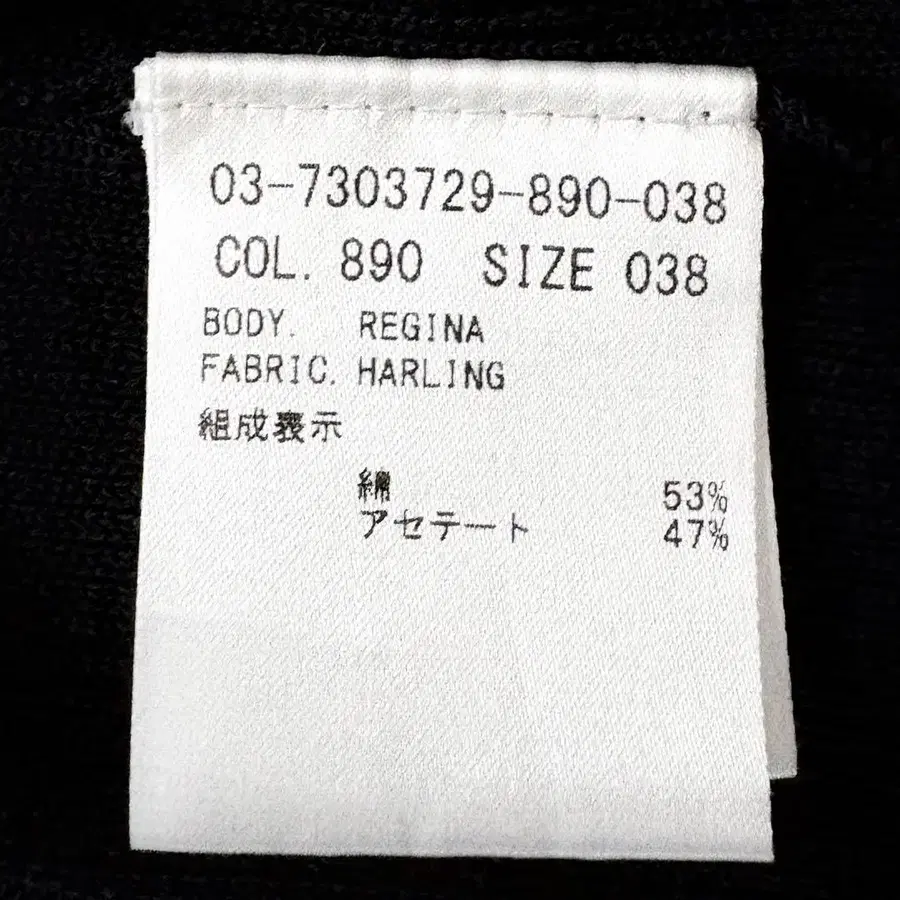 03-7303729-890-038
COL. 890 SIZE 038
BODY. REGINA
FABRIC. HARLING
組成表示
綿 53%
アセテート 47%